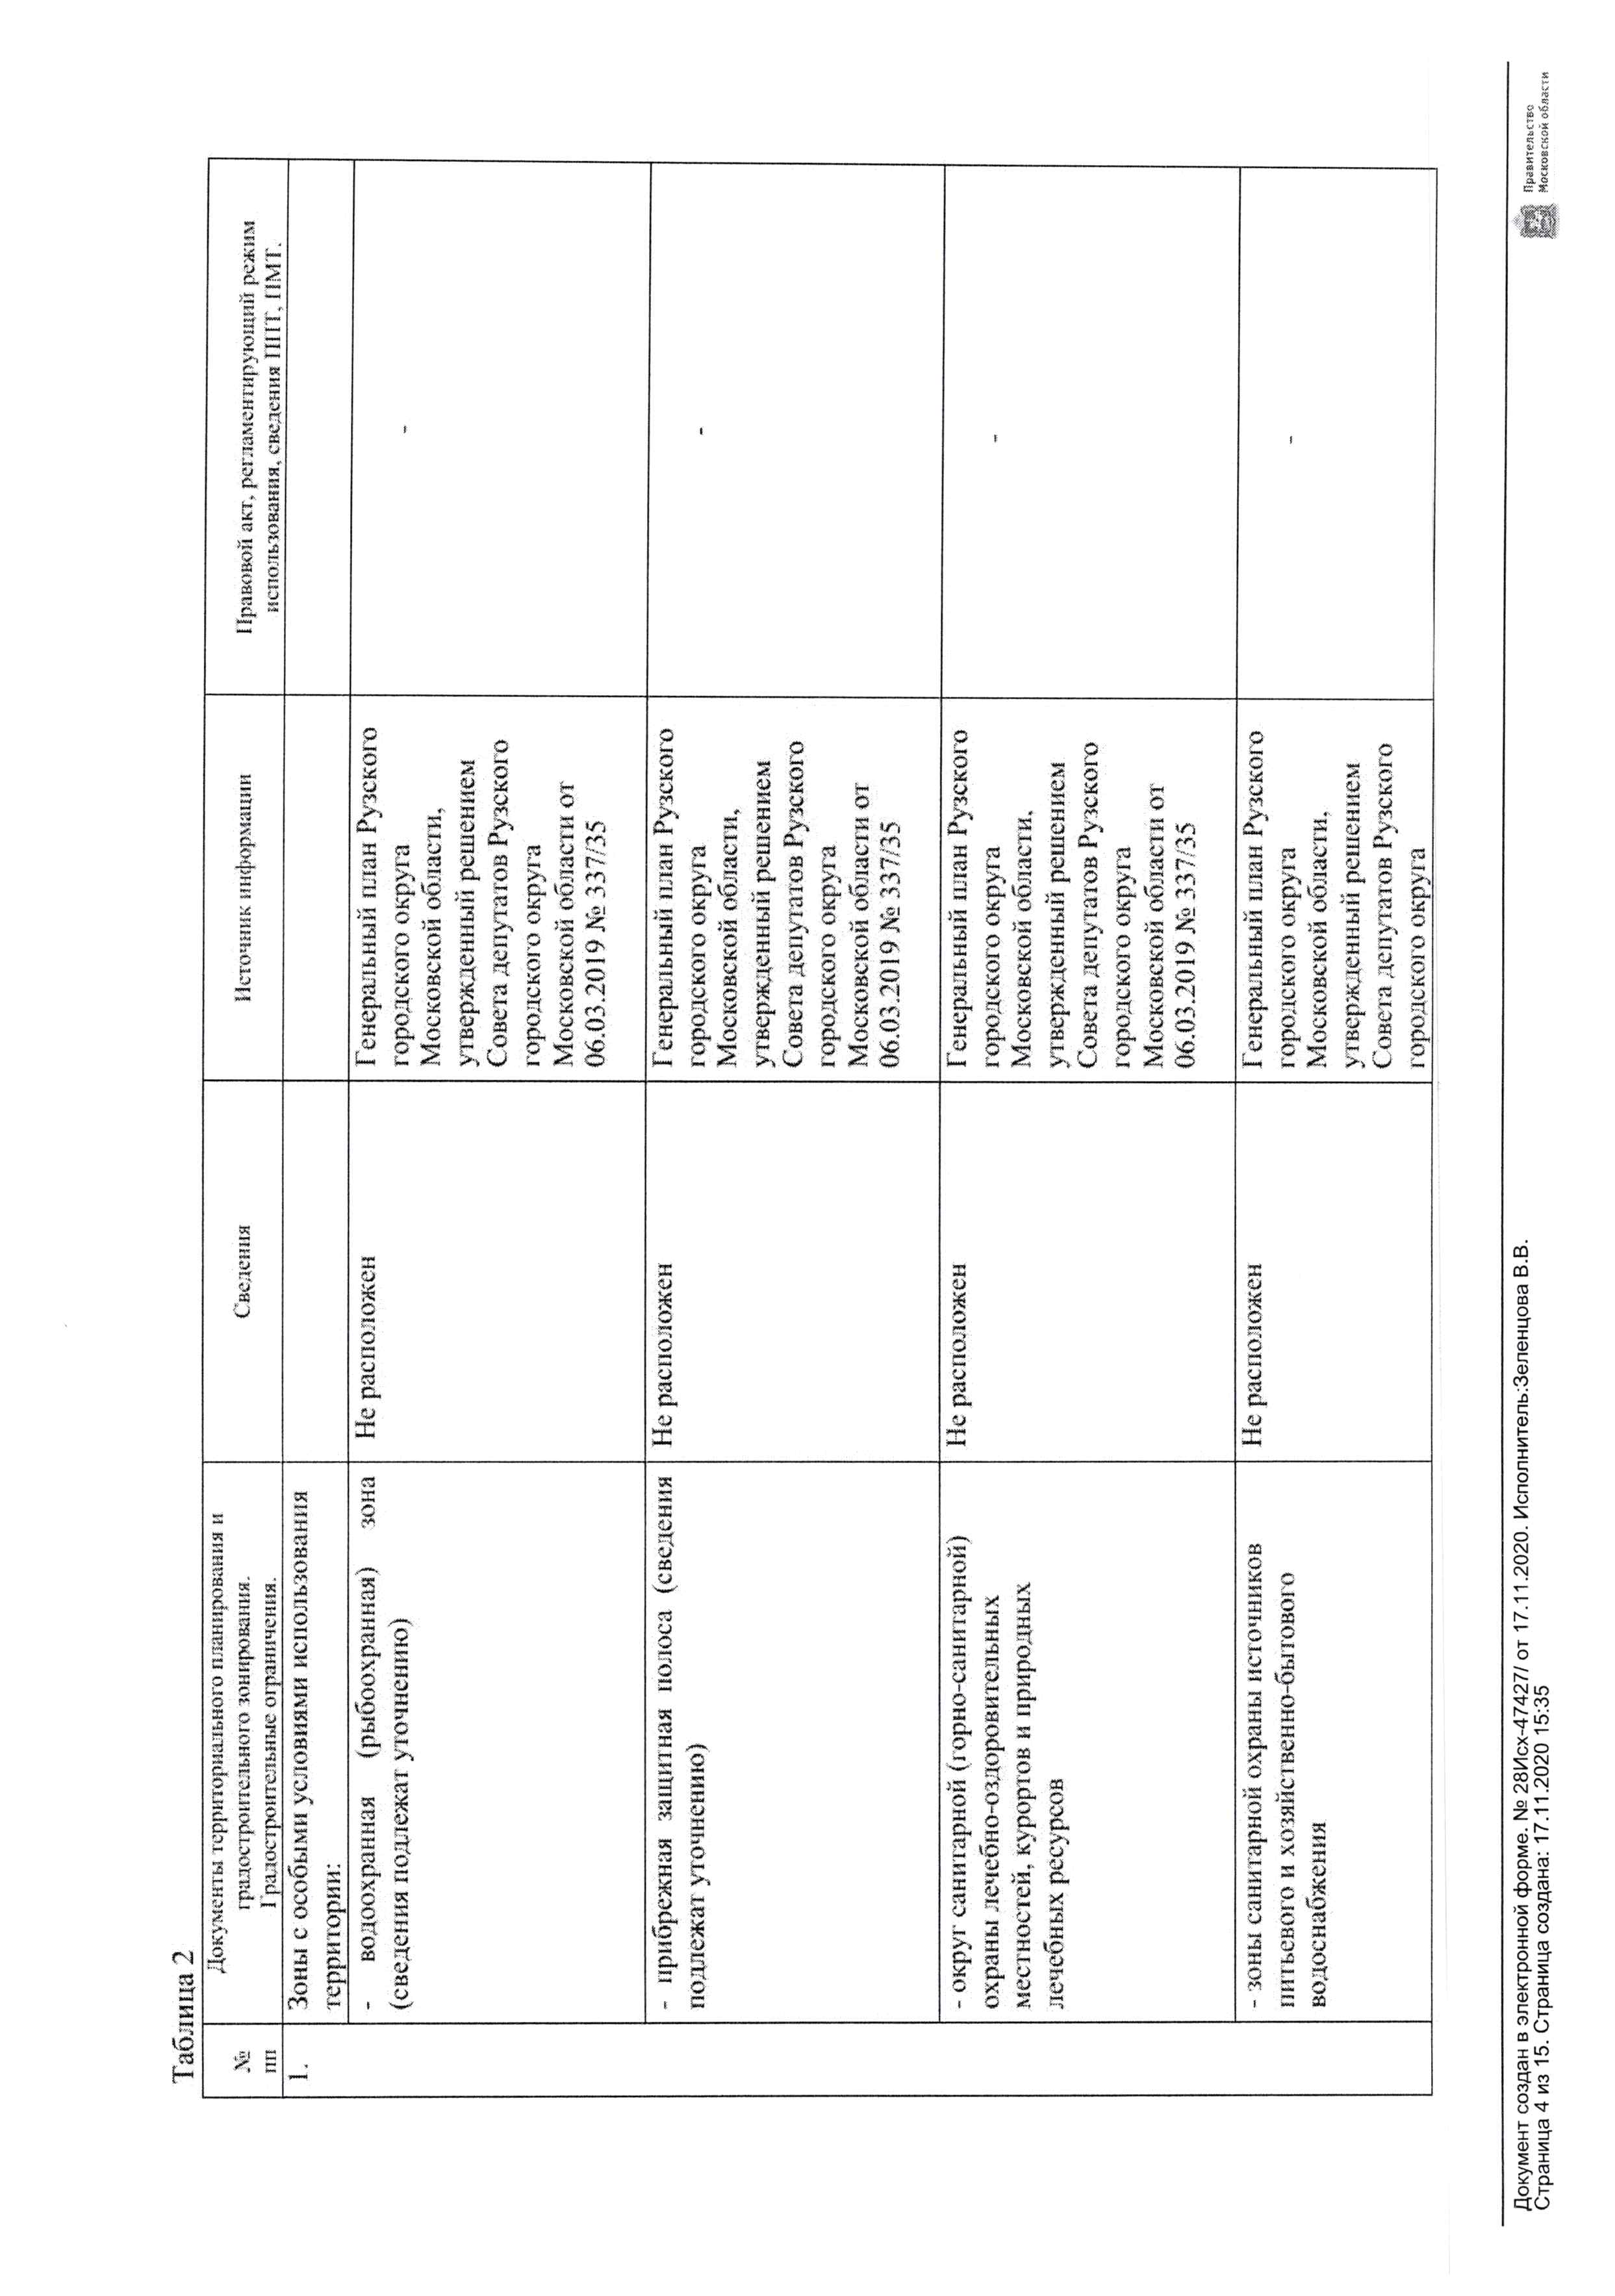 Таблица 2
№
пп
Документы территориального планирования и
градостроительного зонирования.
Градостроительные ограничения.
Сведения
Источник информации
Правовой акт, регламентирующий режим
использования, сведения ППТ, ПМТ.
1.
Зоны с особыми условиями использования
территории:
- водоохранная (рыбоохранная) зона
(сведения подлежат уточнению)
Не расположен
Генеральный план Рузского
городского округа
Московской области,
утвержденный решением
Совета депутатов Рузского
городского округа
Московской области от
06.03.2019 № 337/35
-
- прибрежная защитная полоса (сведения
подлежат уточнению)
Не расположен
Генеральный план Рузского
городского округа
Московской области,
утвержденный решением
Совета депутатов Рузского
городского округа
Московской области от
06.03.2019 № 337/35
-
- округ санитарной (горно-санитарной)
охраны лечебно-оздоровительных
местностей, курортов и природных
лечебных ресурсов
Не расположен
Генеральный план Рузского
городского округа
Московской области,
утвержденный решением
Совета депутатов Рузского
городского округа
Московской области от
06.03.2019 № 337/35
-
- зоны санитарной охраны источников
питьевого и хозяйственно-бытового
водоснабжения
Не расположен
Генеральный план Рузского
городского округа
Московской области,
утвержденный решением
Совета депутатов Рузского
городского округа
-
Документ создан в электронной форме. № 28Исх-47427/ от 17.11.2020. Исполнитель:Зеленцова В.В.
Страница 4 из 15. Страница создана: 17.11.2020 15:35
Правительство
Московской области